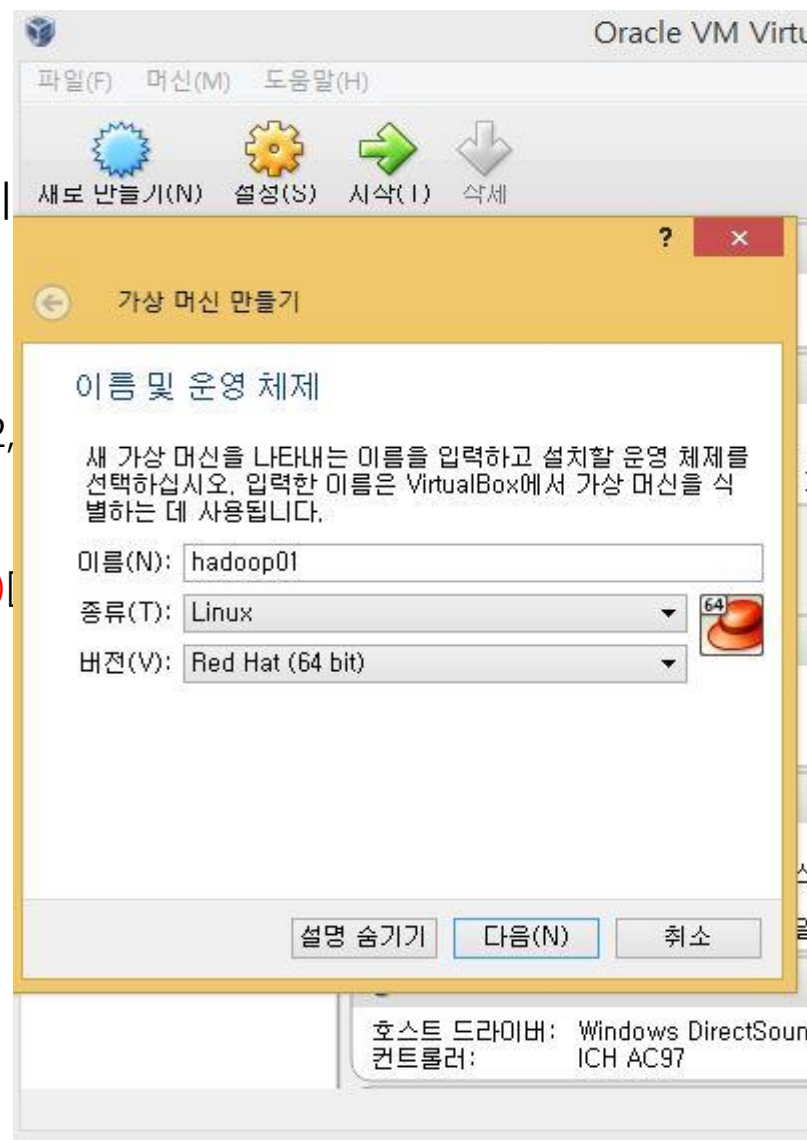 Oracle VM Virtu
파일(F) 머신(M) 도움말(H)
새로 만들기(N) 설정(S) 시작(T) 삭제
? ×
가상 머신 만들기
이름 및 운영 체제
새 가상 머신을 나타내는 이름을 입력하고 설치할 운영 체제를
선택하십시오. 입력한 이름은 VirtualBox에서 가상 머신을 식
별하는 데 사용됩니다.
이름(N): hadoop01
종류(T): Linux
64
버전(V): Red Hat (64 bit)
설명 숨기기 다음(N) 취소
호스트 드라이버: Windows DirectSoun
컨트롤러: ICH AC97